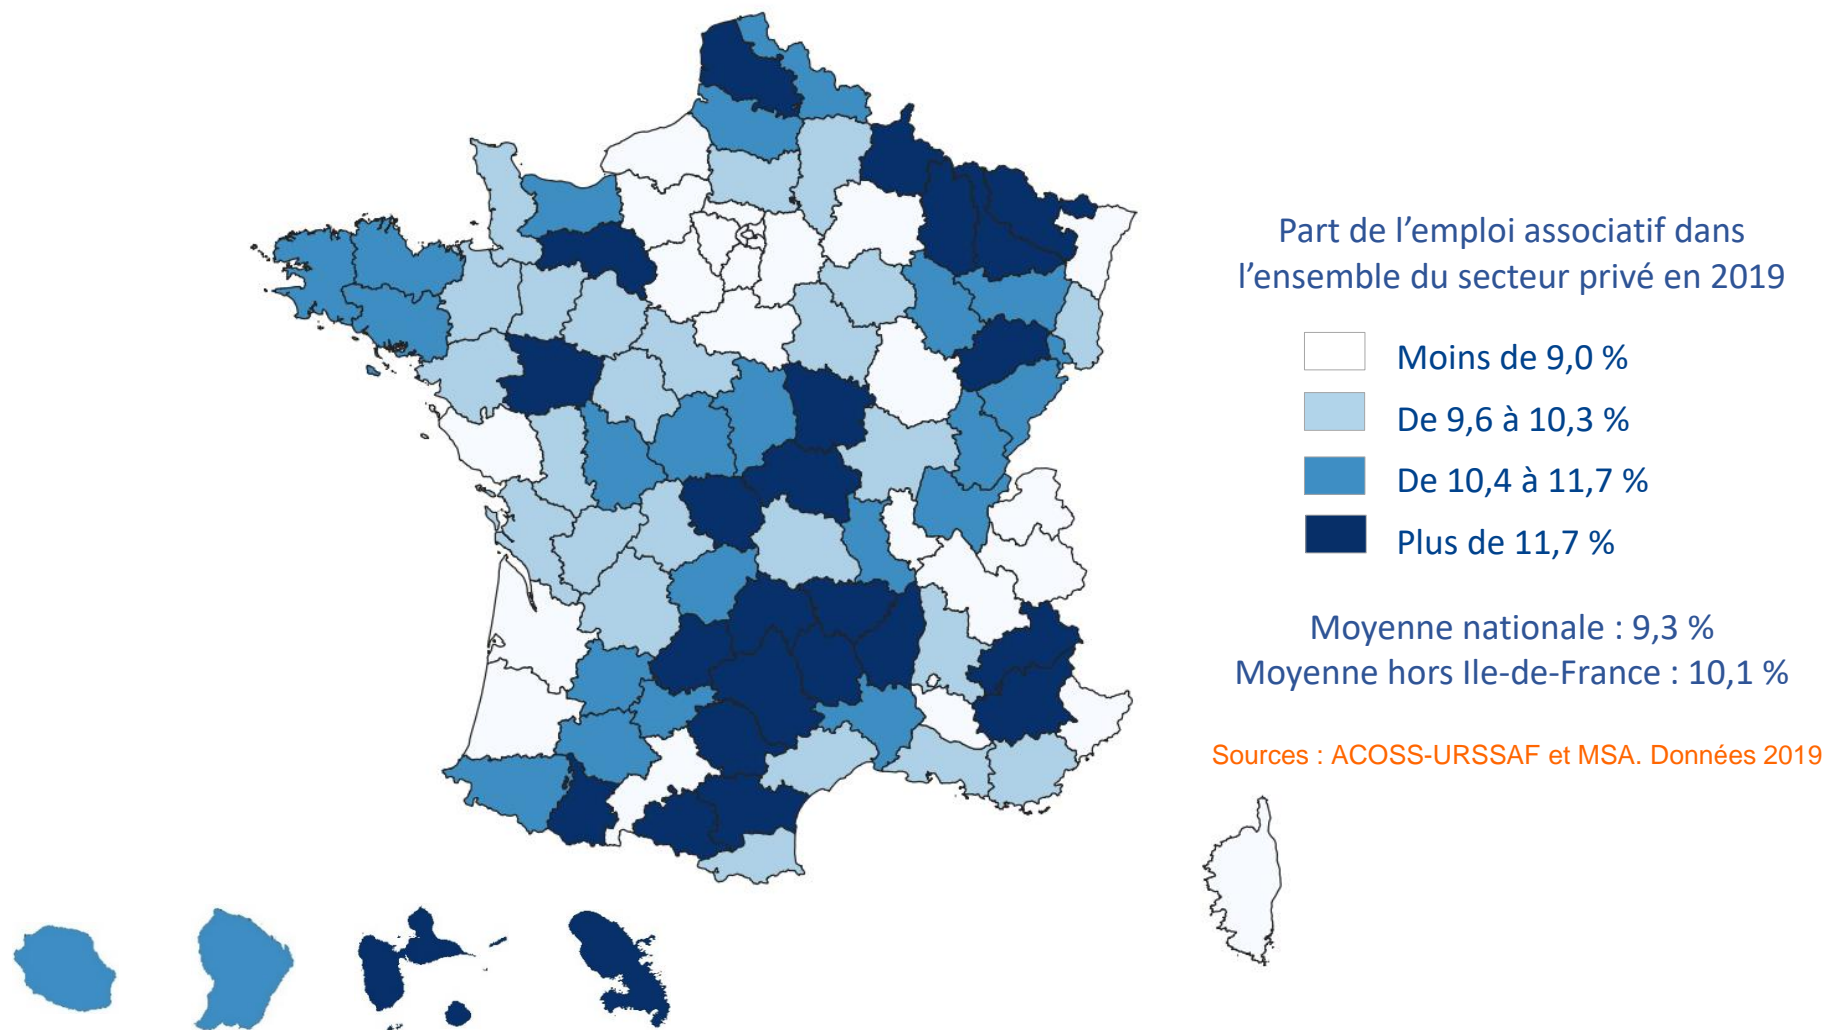 Part de l’emploi associatif dans
l’ensemble du secteur privé en 2019
Moins de 9,0 %
De 9,6 à 10,3 %
De 10,4 à 11,7 %
Plus de 11,7 %
Moyenne nationale : 9,3 %
Moyenne hors Ile-de-France : 10,1 %
Sources : ACOSS-URSSAF et MSA. Données 2019